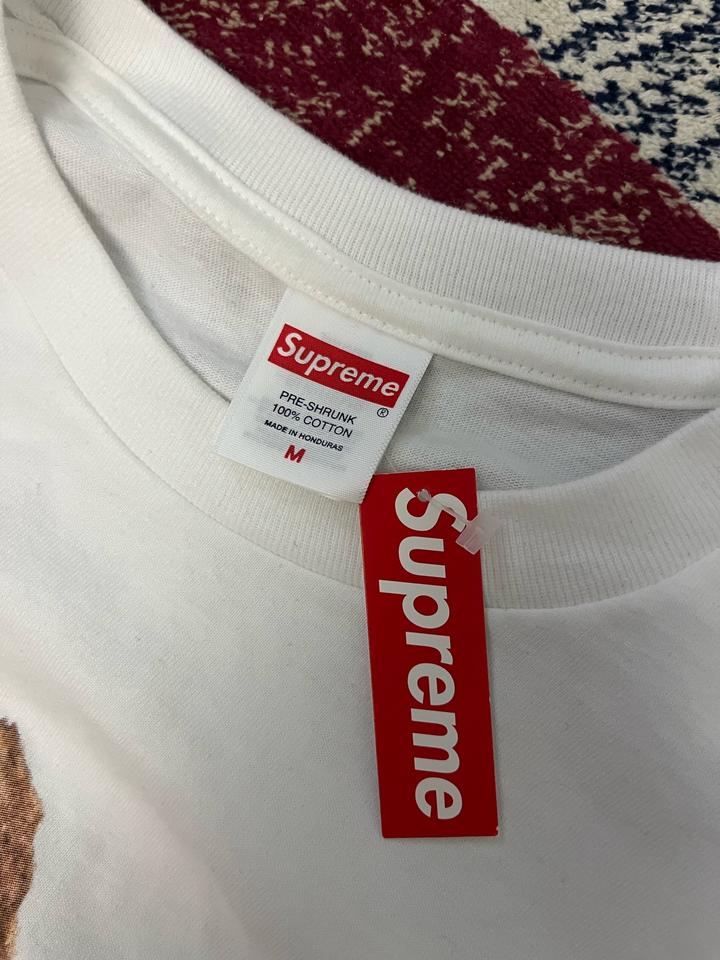 Supreme
®
PRE-SHRUNK
100% COTTON
MADE IN HONDURAS
M
Supreme